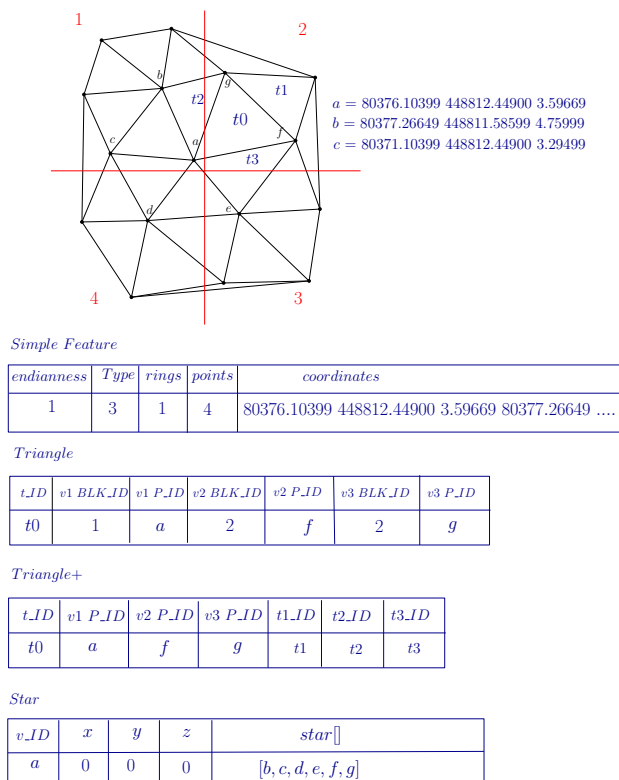 1
2
b
g
t1
t2
t0
a = 80376.10399 448812.44900 3.59669
b = 80377.26649 448811.58599 4.75999
c = 80371.10399 448812.44900 3.29499
c
a
f
t3
d
e
4
3
Simple Feature
endianness Type rings points coordinates
1 3 1 4 80376.10399 448812.44900 3.59669 80377.26649 ....
Triangle
t_ID v1 BLK_ID v1 P_ID v2 BLK_ID v2 P_ID v3 BLK_ID v3 P_ID
t0 1 a 2 f 2 g
Triangle+
t_ID v1 P_ID v2 P_ID v3 P_ID t1_ID t2_ID t3_ID
t0 a f g t1 t2 t3
Star
v_ID x y z star[]
a 0 0 0 [b, c, d, e, f, g]